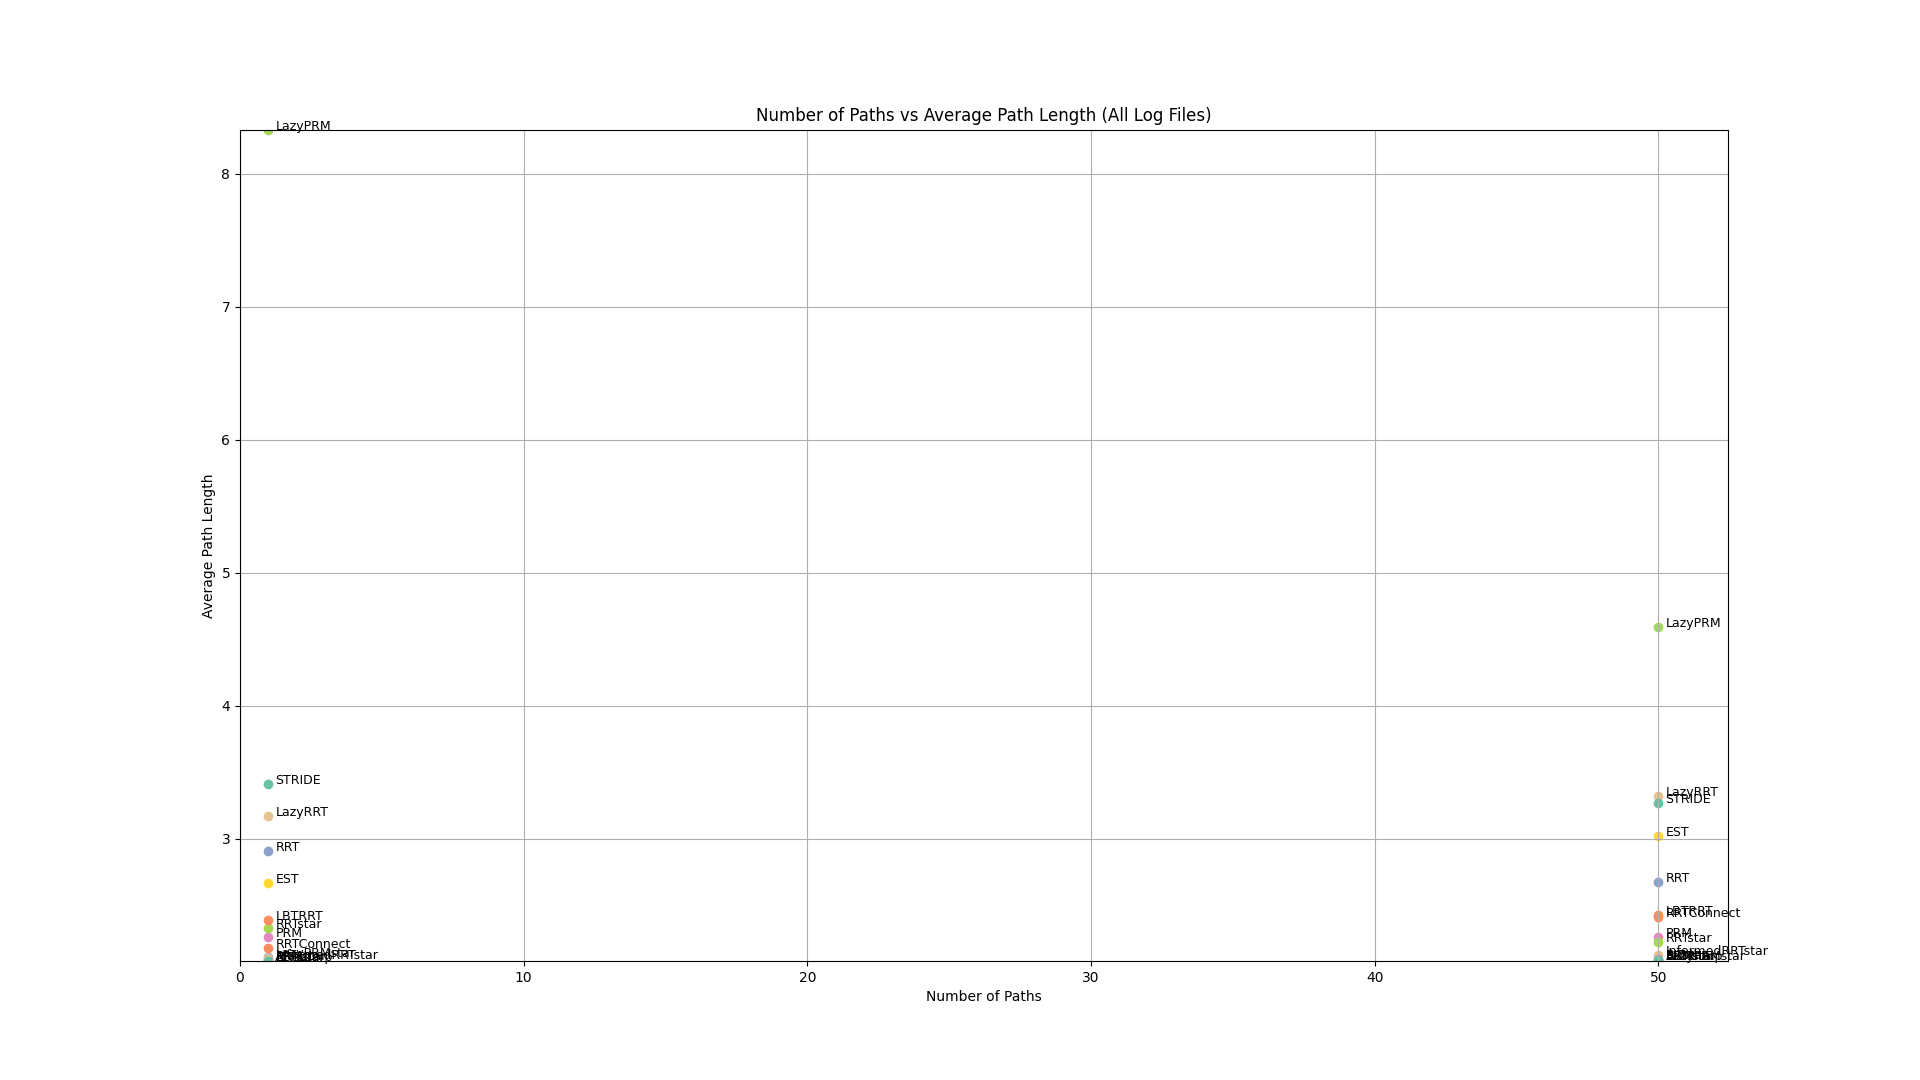 Number of Paths vs Average Path Length (All Log Files)
LazyPRM
8
7
6
5
Average Path Length
LazyPRM
4
STRIDE
LazyRRT
LazyRRT
STRIDE
3
EST
RRT
RRT
EST
LBTRRT
LBTRRT
RRTConnect
RRTstar
PRM
PRM
RRTstar
RRTConnect
InformedRRTstar
0
10
20
30
40
50
Number of Paths